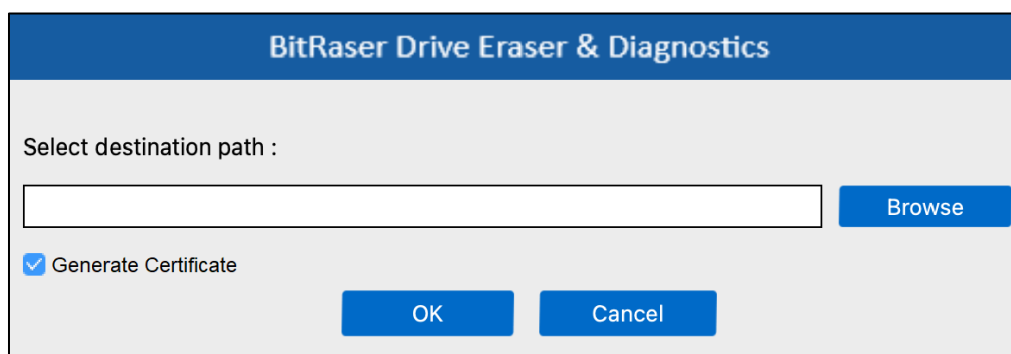 BitRaser Drive Eraser & Diagnostics
Select destination path :
Browse
Generate Certificate
OK Cancel